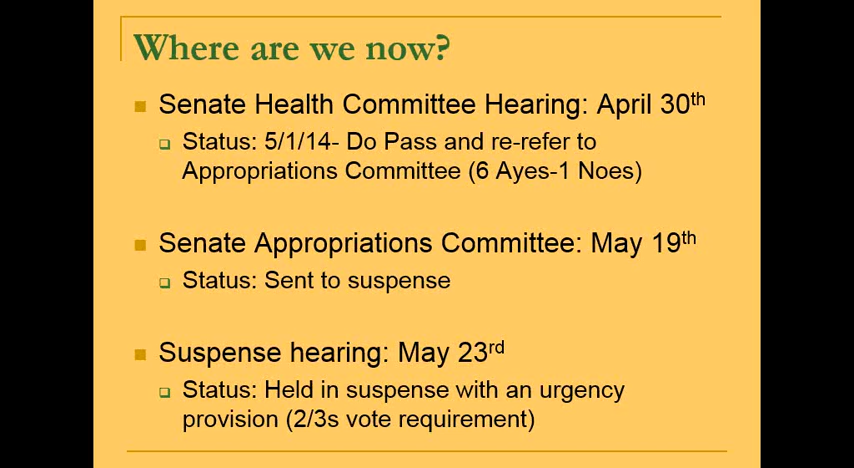 Where are we now?
Senate Health Committee Hearing: April 30th
Status: 5/1/14- Do Pass and re-refer to
Appropriations Committee (6 Ayes-1 Noes)
Senate Appropriations Committee: May 19th
Status: Sent to suspense
Suspense hearing: May 23rd
Status: Held in suspense with an urgency
provision (2/3s vote requirement)